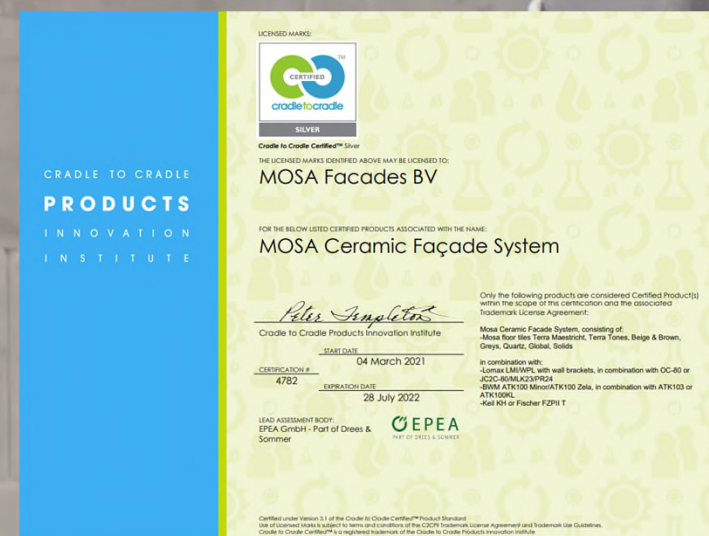 CRADLE TO CRADLE
PRODUCTS
INNOVATION
INSTITUTE
LICENSED MARKS:
TM
CERTIFIED
cradletocradle
SILVER
Cradle to Cradle Certified™ Silver
THE LICENSED MARKS IDENTIFIED ABOVE MAY BE LICENSED TO:
MOSA Facades BV
FOR THE BELOW LISTED CERTIFIED PRODUCTS ASSOCIATED WITH THE NAME:
MOSA Ceramic Façade System
Peter Templeton
Cradle to Cradle Products Innovation Institute
START DATE
04 March 2021
CERTIFICATION #
4782
EXPIRATION DATE
28 July 2022
LEAD ASSESSMENT BODY:
EPEA GmbH - Part of Drees &
Sommer
EPEA
PART OF DREES & SOMMER
Only the following products are considered Certified Product(s)
within the scope of this certification and the associated
Trademark License Agreement:
Mosa Ceramic Facade System, consisting of:
-Mosa floor tiles Terra Maestricht, Terra Tones, Beige & Brown,
Greys, Quartz, Global, Solids
in combination with:
-Lomax LMI/WPL with wall brackets, in combination with OC-80 or
JC2C-80/MLK23/PR24
-BWM ATK100 Minor/ATK100 Zela, in combination with ATK103 or
ATK100KL
-Keil KH or Fischer FZPII T
Certified under Version 3.1 of the Cradle to Cradle Certified™ Product Standard
Use of Licensed Marks is subject to terms and conditions of the C2CPII Trademark License Agreement and Trademark Use Guidelines.
Cradle to Cradle Certified™ is a registered trademark of the Cradle to Cradle Products Innovation Institute